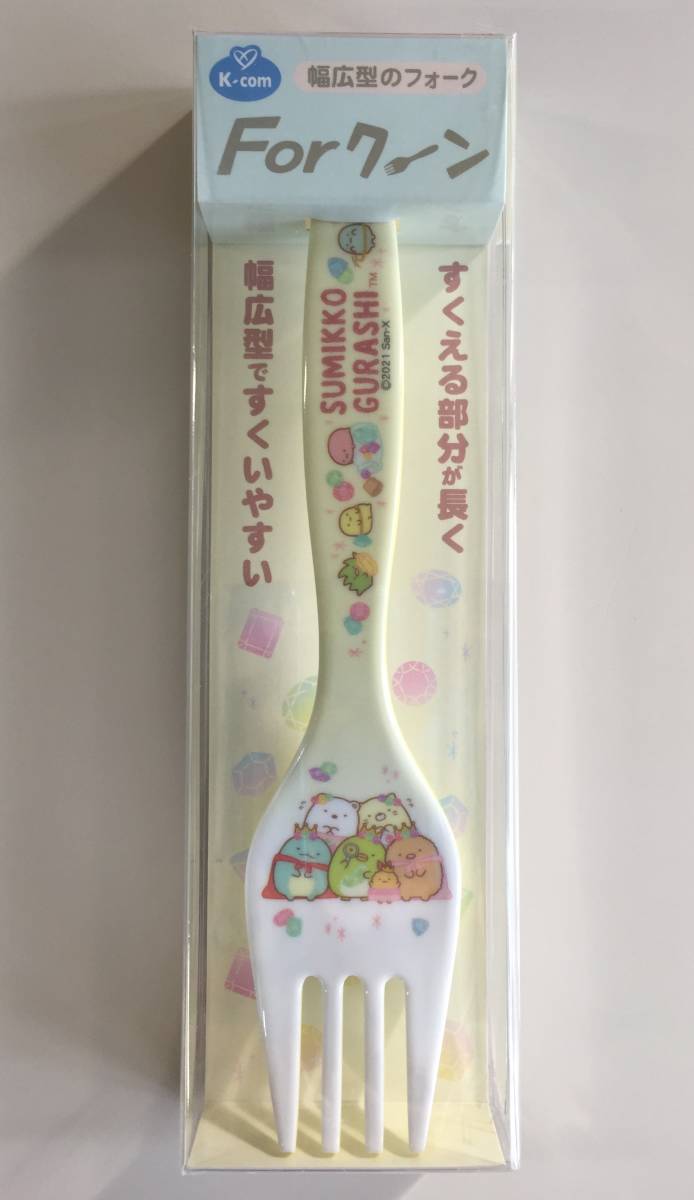 K-com
幅広型のフォーク
Forクーン
すくえる部分が長く
幅広型ですくいやすい
SUMIKKO
GURASHI™
©2021 San-X